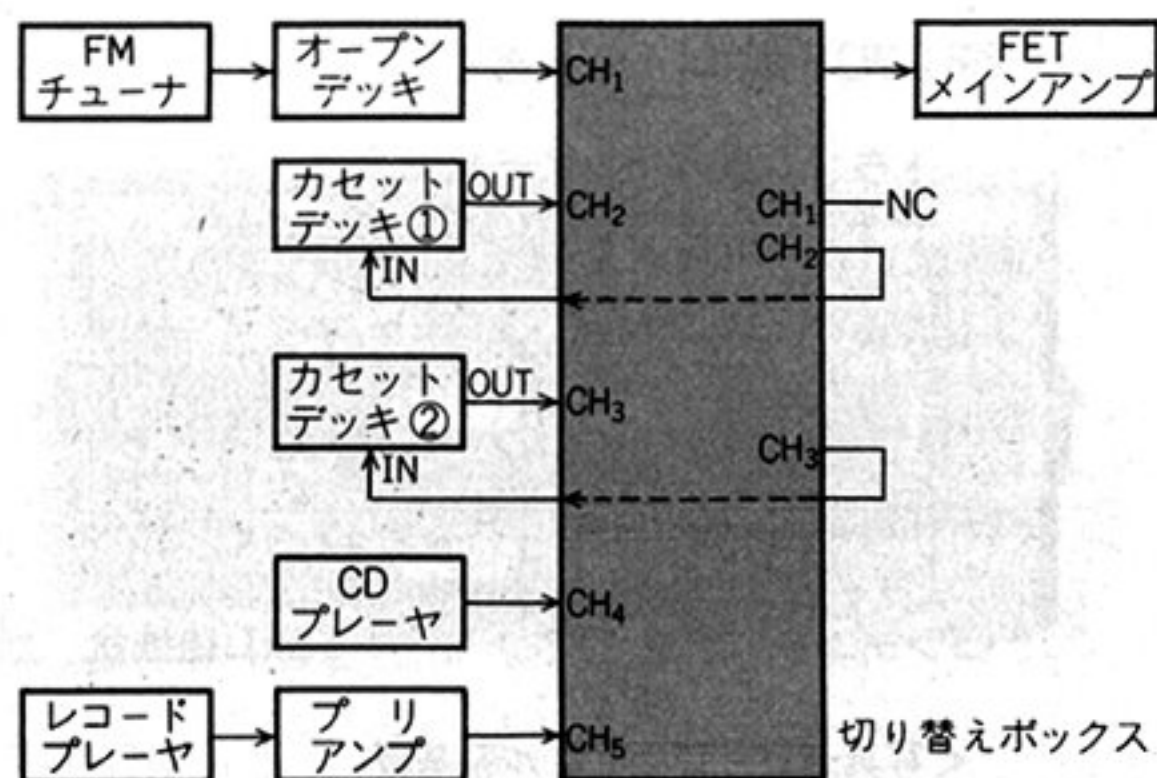 FM
チューナ
オープン
デッキ
CH₁
FET
メインアンプ
カセット
デッキ①
OUT
CH₂
CH₁
NC
CH₂
IN
カセット
デッキ②
OUT
CH₃
CH₃
IN
CD
プレーヤ
CH₄
レコード
プレーヤ
プリ
アンプ
CH₅
切り替えボックス